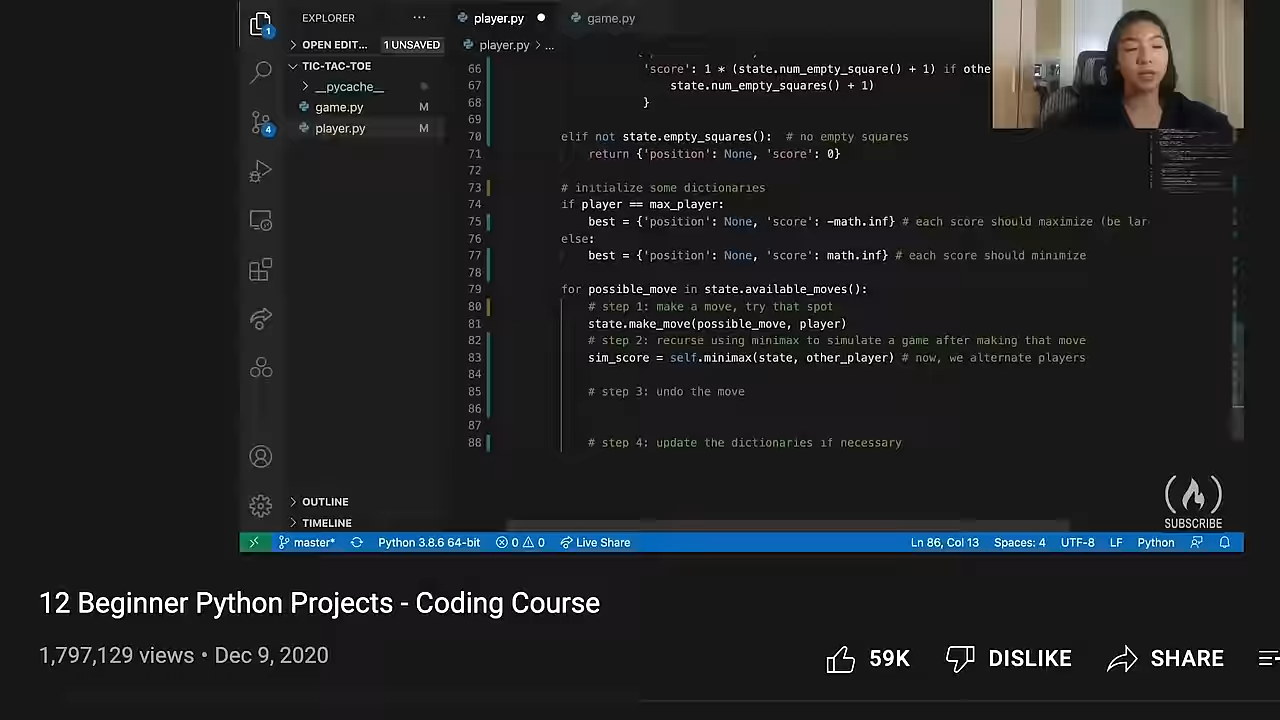 EXPLORER ···
player.py ● game.py
1
OPEN EDIT... 1 UNSAVED
player.py > ...
TIC-TAC-TOE
__pycache__
game.py M
player.py M
4
66 'score': 1 * (state.num_empty_square() + 1) if othe
67 state.num_empty_squares() + 1)
68 }
69
70 elif not state.empty_squares(): # no empty squares
71 return {'position': None, 'score': 0}
72
73 # initialize some dictionaries
74 if player == max_player:
75 best = {'position': None, 'score': -math.inf} # each score should maximize (be lar
76 else:
77 best = {'position': None, 'score': math.inf} # each score should minimize
78
79 for possible_move in state.available_moves():
80 # step 1: make a move, try that spot
81 state.make_move(possible_move, player)
82 # step 2: recurse using minimax to simulate a game after making that move
83 sim_score = self.minimax(state, other_player) # now, we alternate players
84
85 # step 3: undo the move
86
87
88 # step 4: update the dictionaries if necessary
OUTLINE
TIMELINE
SUBSCRIBE
master* Python 3.8.6 64-bit 0 0 Live Share Ln 86, Col 13 Spaces: 4 UTF-8 LF Python
12 Beginner Python Projects - Coding Course
1,797,129 views • Dec 9, 2020
59K DISLIKE SHARE